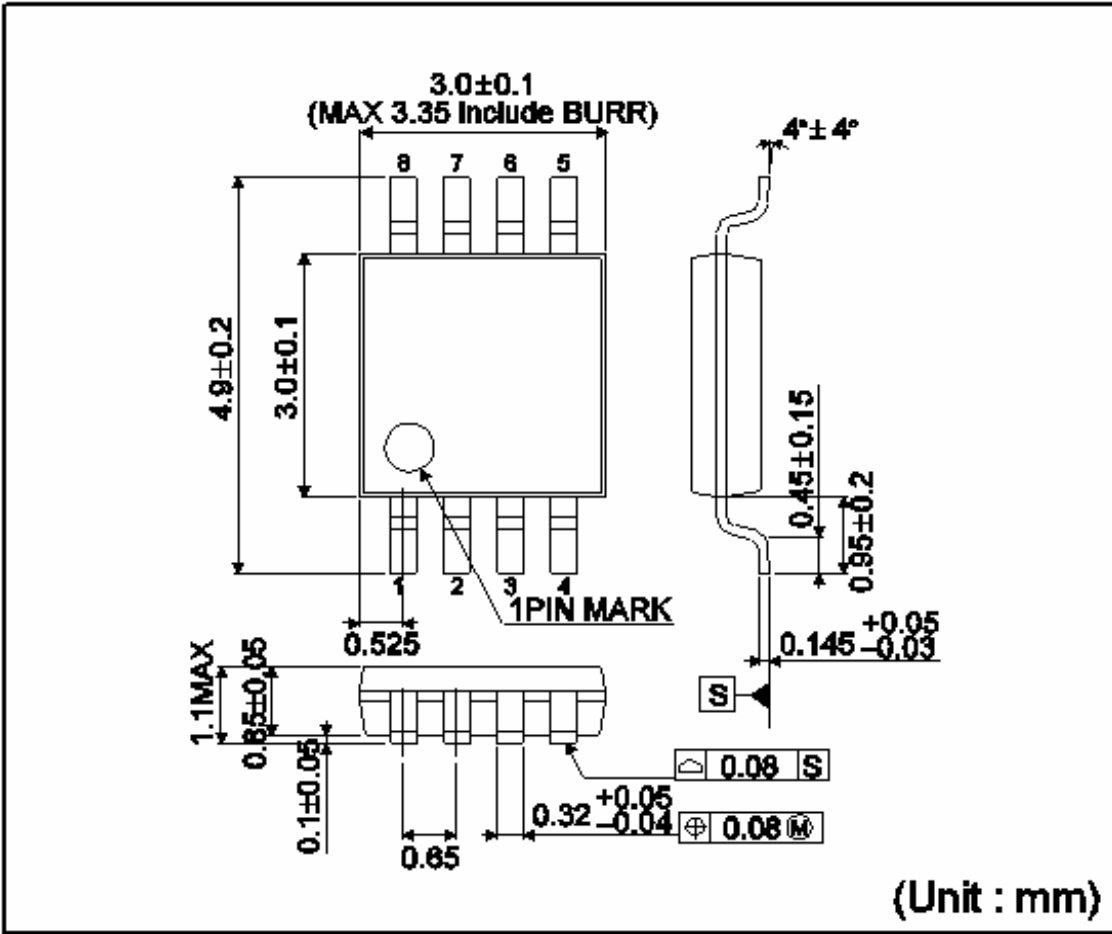 3.0±0.1
(MAX 3.35 include BURR)
4°±4°
8 7 6 5
4.9±0.2
3.0±0.1
0.45±0.15
0.95±0.2
1 2 3 4
1PIN MARK
0.525
0.145 +0.05 −0.03
S
1.1MAX
0.85±0.05
0.1±0.05
0.08 S
0.32 +0.05 −0.04
0.08 Ⓜ
0.65
(Unit : mm)